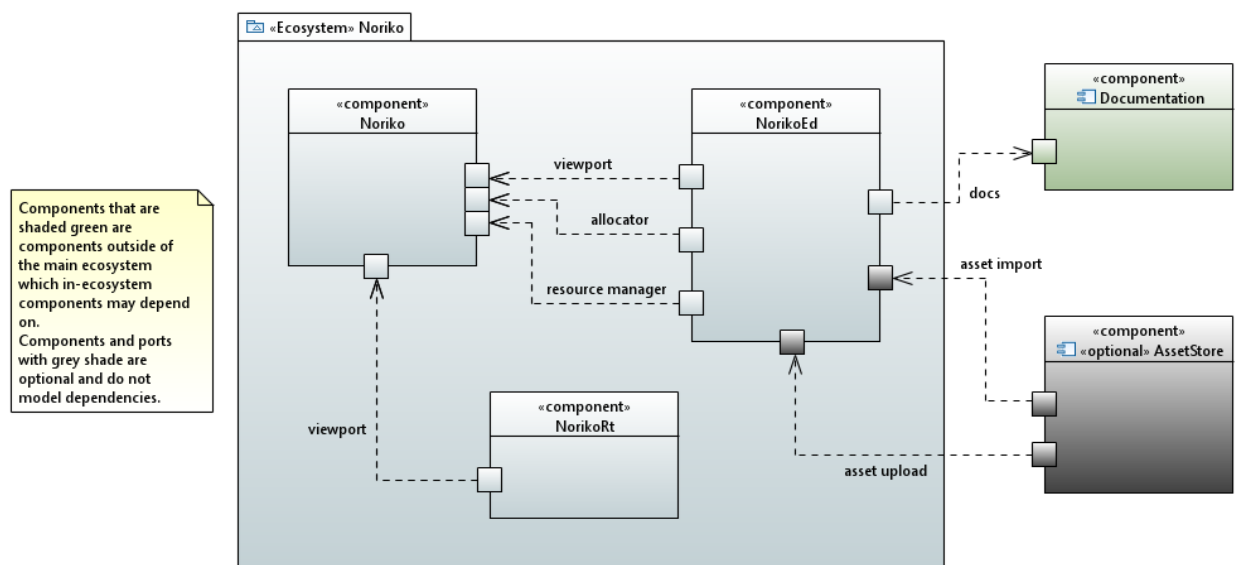 «Ecosystem» Noriko
«component»
Noriko
«component»
NorikoEd
«component»
Documentation
viewport
docs
allocator
asset import
resource manager
Components that are
shaded green are
components outside of
the main ecosystem
which in-ecosystem
components may depend
on.
Components and ports
with grey shade are
optional and do not
model dependencies.
«component»
«optional» AssetStore
«component»
NorikoRt
viewport
asset upload